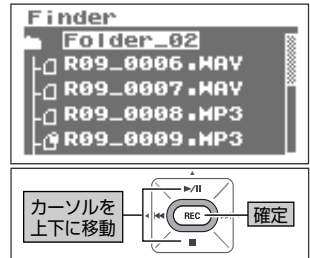 Finder
Folder_02
R09_0006.WAV
R09_0007.WAV
R09_0008.MP3
R09_0009.MP3
カーソルを
上下に移動
REC
確定